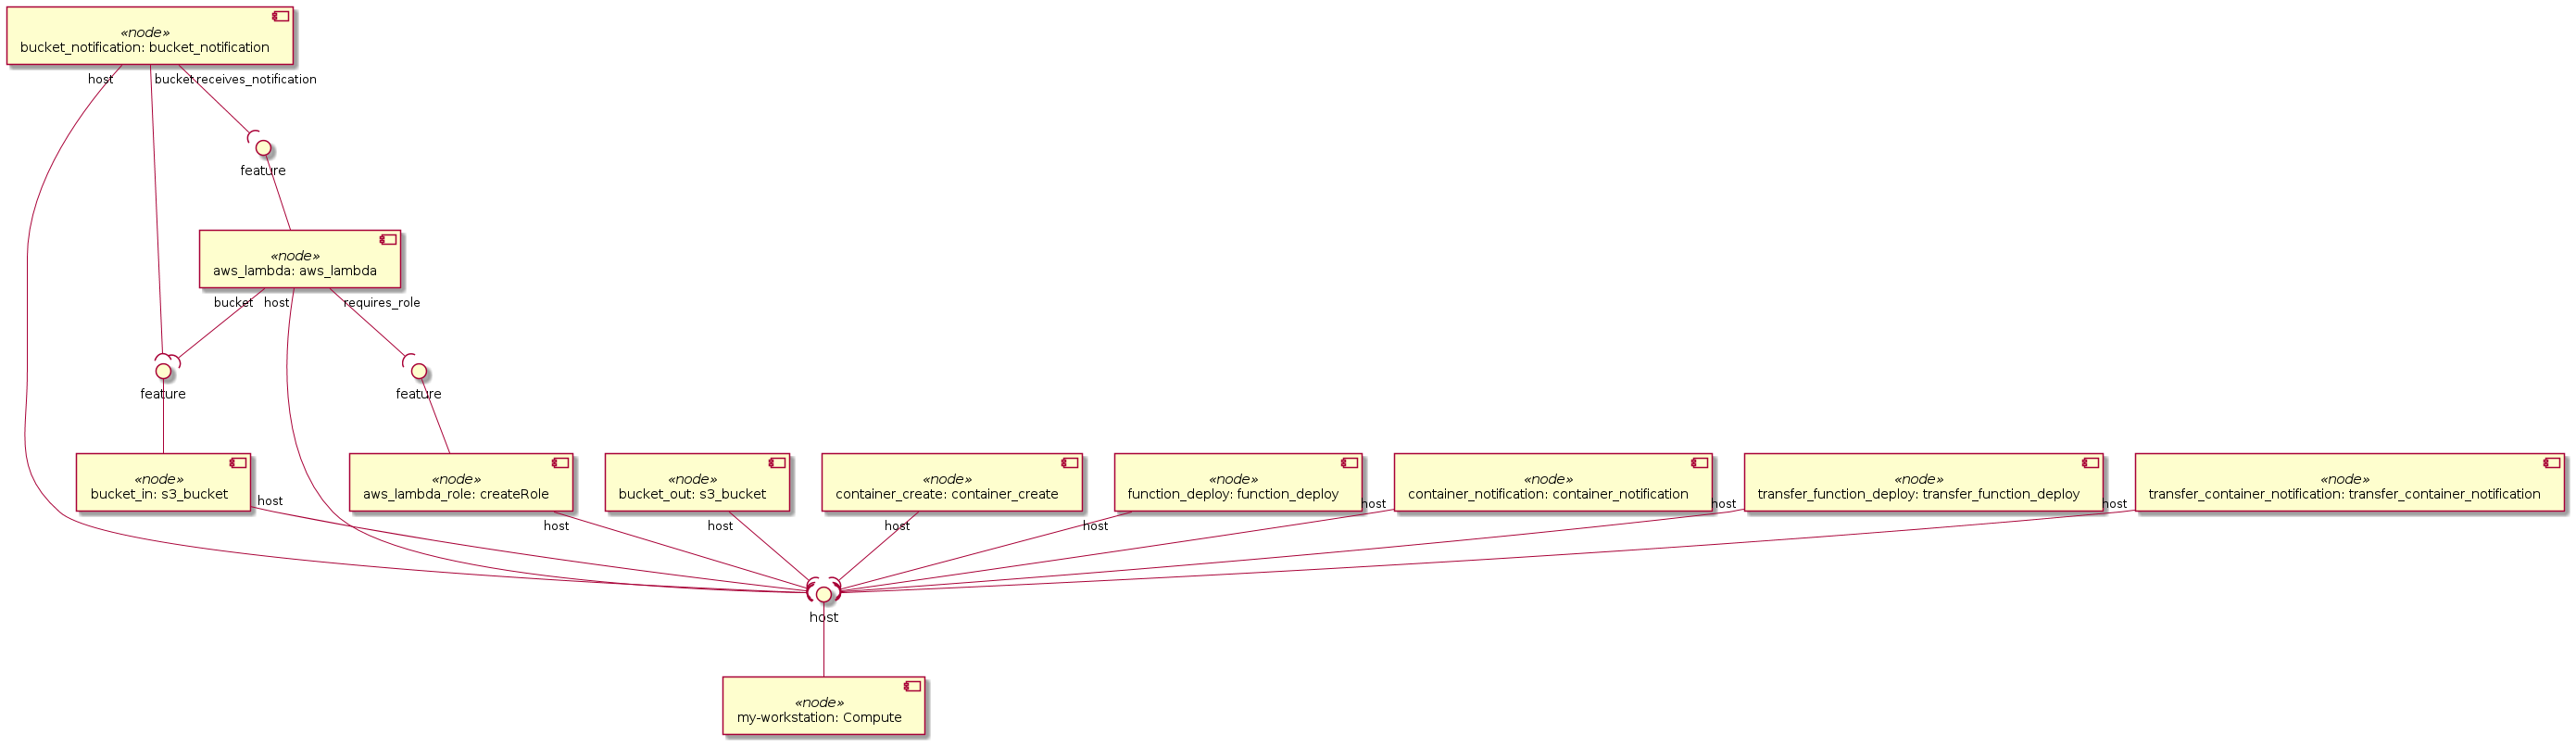 «node»
bucket_notification: bucket_notification
host
bucket
receives_notification
feature
«node»
aws_lambda: aws_lambda
bucket
host
requires_role
feature
feature
«node»
bucket_in: s3_bucket
«node»
aws_lambda_role: createRole
«node»
bucket_out: s3_bucket
«node»
container_create: container_create
«node»
function_deploy: function_deploy
«node»
container_notification: container_notification
«node»
transfer_function_deploy: transfer_function_deploy
«node»
transfer_container_notification: transfer_container_notification
host
host
host
host
host
host
host
host
host
«node»
my-workstation: Compute